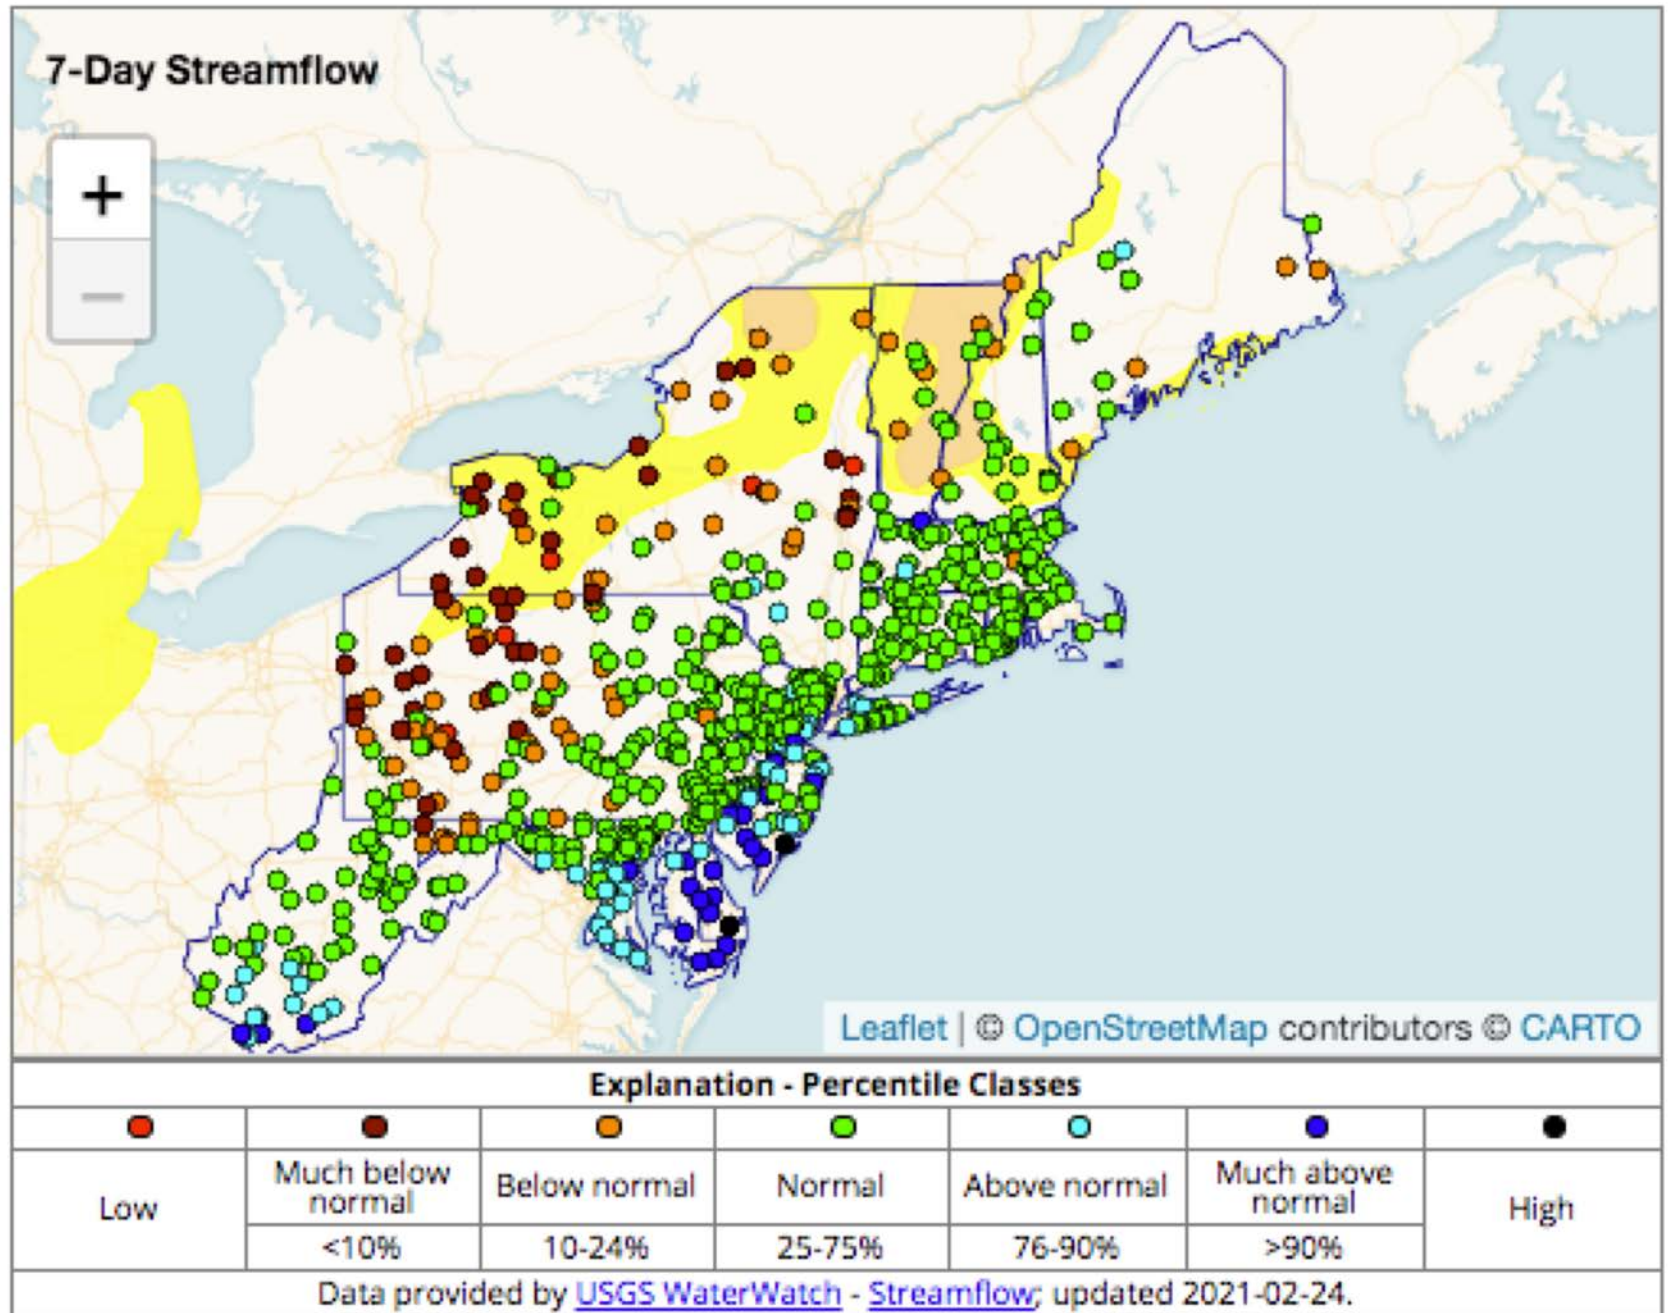 7-Day Streamflow
+
−
Leaflet | © OpenStreetMap contributors © CARTO
Explanation - Percentile Classes
Low
Much below normal
Below normal
Normal
Above normal
Much above normal
High
<10%
10-24%
25-75%
76-90%
>90%
Data provided by USGS WaterWatch - Streamflow; updated 2021-02-24.